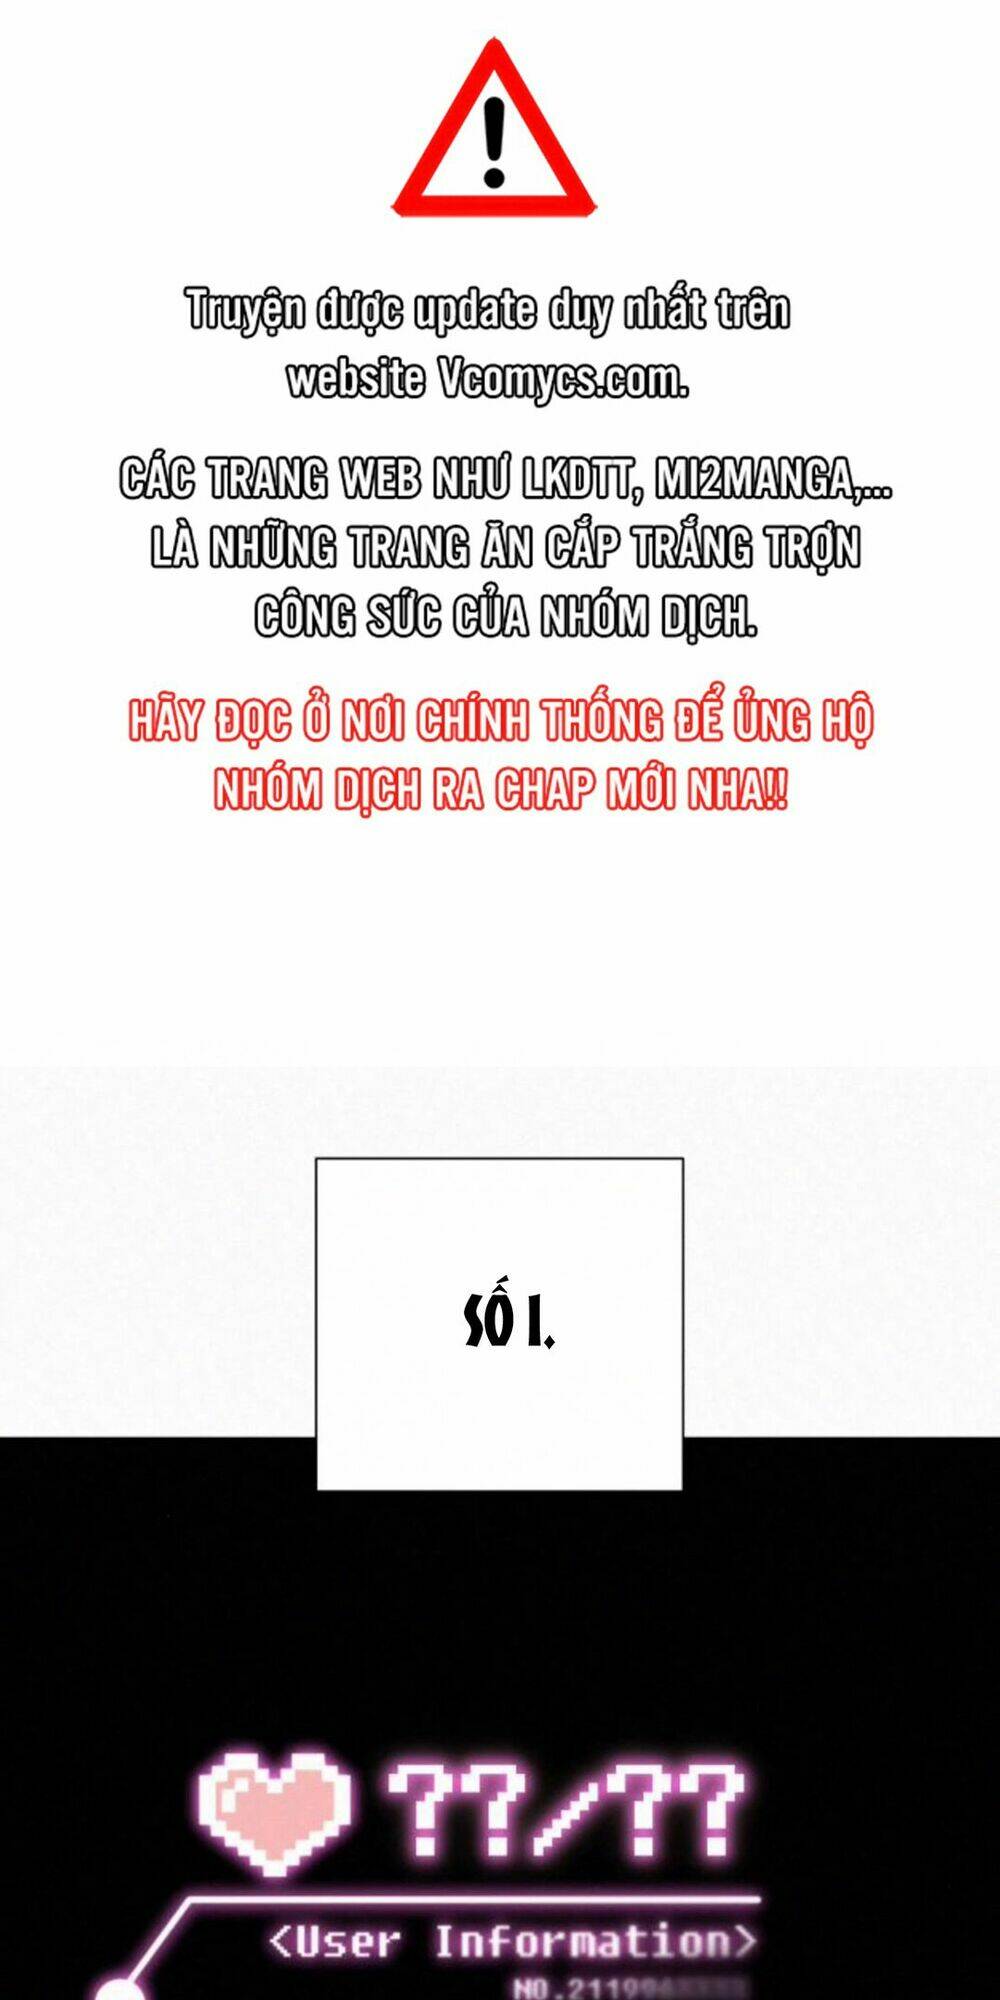 Truyện được update duy nhất trên
website Vcomycs.com.
CÁC TRANG WEB NHƯ LKDTT, MI2MANGA,...
LÀ NHỮNG TRANG ĂN CẮP TRẮNG TRỢN
CÔNG SỨC CỦA NHÓM DỊCH.
HÃY ĐỌC Ở NƠI CHÍNH THỐNG ĐỂ ỦNG HỘ
NHÓM DỊCH RA CHAP MỚI NHA!!
SỐ 1.
??/??
<User Information>
NO.